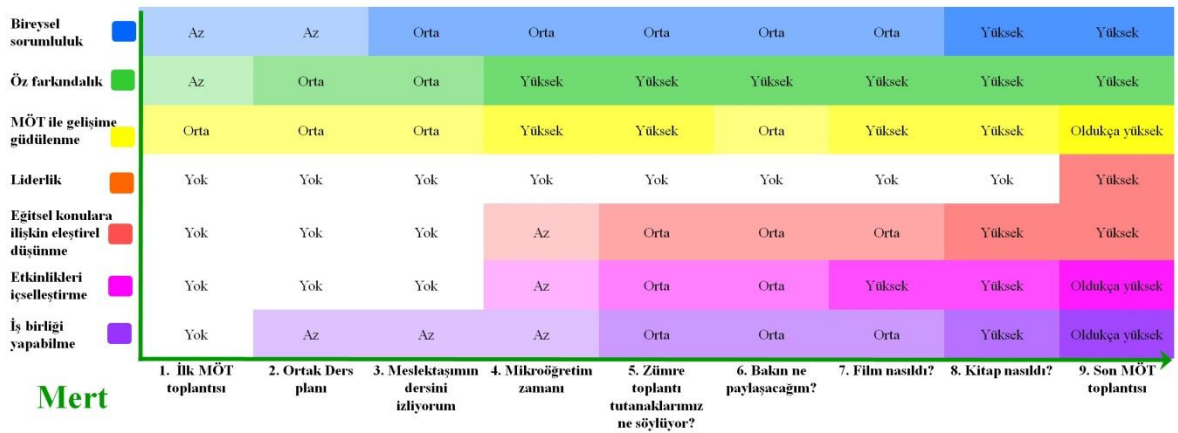 Bireysel
sorumluluk
Az Az Orta Orta Orta Orta Orta Yüksek Yüksek
Öz farkındalık
Az Orta Orta Yüksek Yüksek Yüksek Yüksek Yüksek Yüksek
MÖT ile gelişime
güdülenme
Orta Orta Orta Yüksek Yüksek Orta Yüksek Yüksek Oldukça yüksek
Liderlik
Yok Yok Yok Yok Yok Yok Yok Yok Yüksek
Eğitsel konulara
ilişkin eleştirel
düşünme
Yok Yok Yok Az Orta Orta Orta Yüksek Yüksek
Etkinlikleri
içselleştirme
Yok Yok Yok Az Orta Orta Yüksek Yüksek Oldukça yüksek
İş birliği
yapabilme
Yok Az Az Az Orta Orta Orta Yüksek Oldukça yüksek
1. İlk MÖT
toplantısı
2. Ortak Ders
planı
3. Meslektaşımın
dersini
izliyorum
4. Mikroöğretim
zamanı
5. Zümre
toplantı
tutanaklarımız
ne söylüyor?
6. Bakın ne
paylaşacağım?
7. Film nasıldı?
8. Kitap nasıldı?
9. Son MÖT
toplantısı
Mert